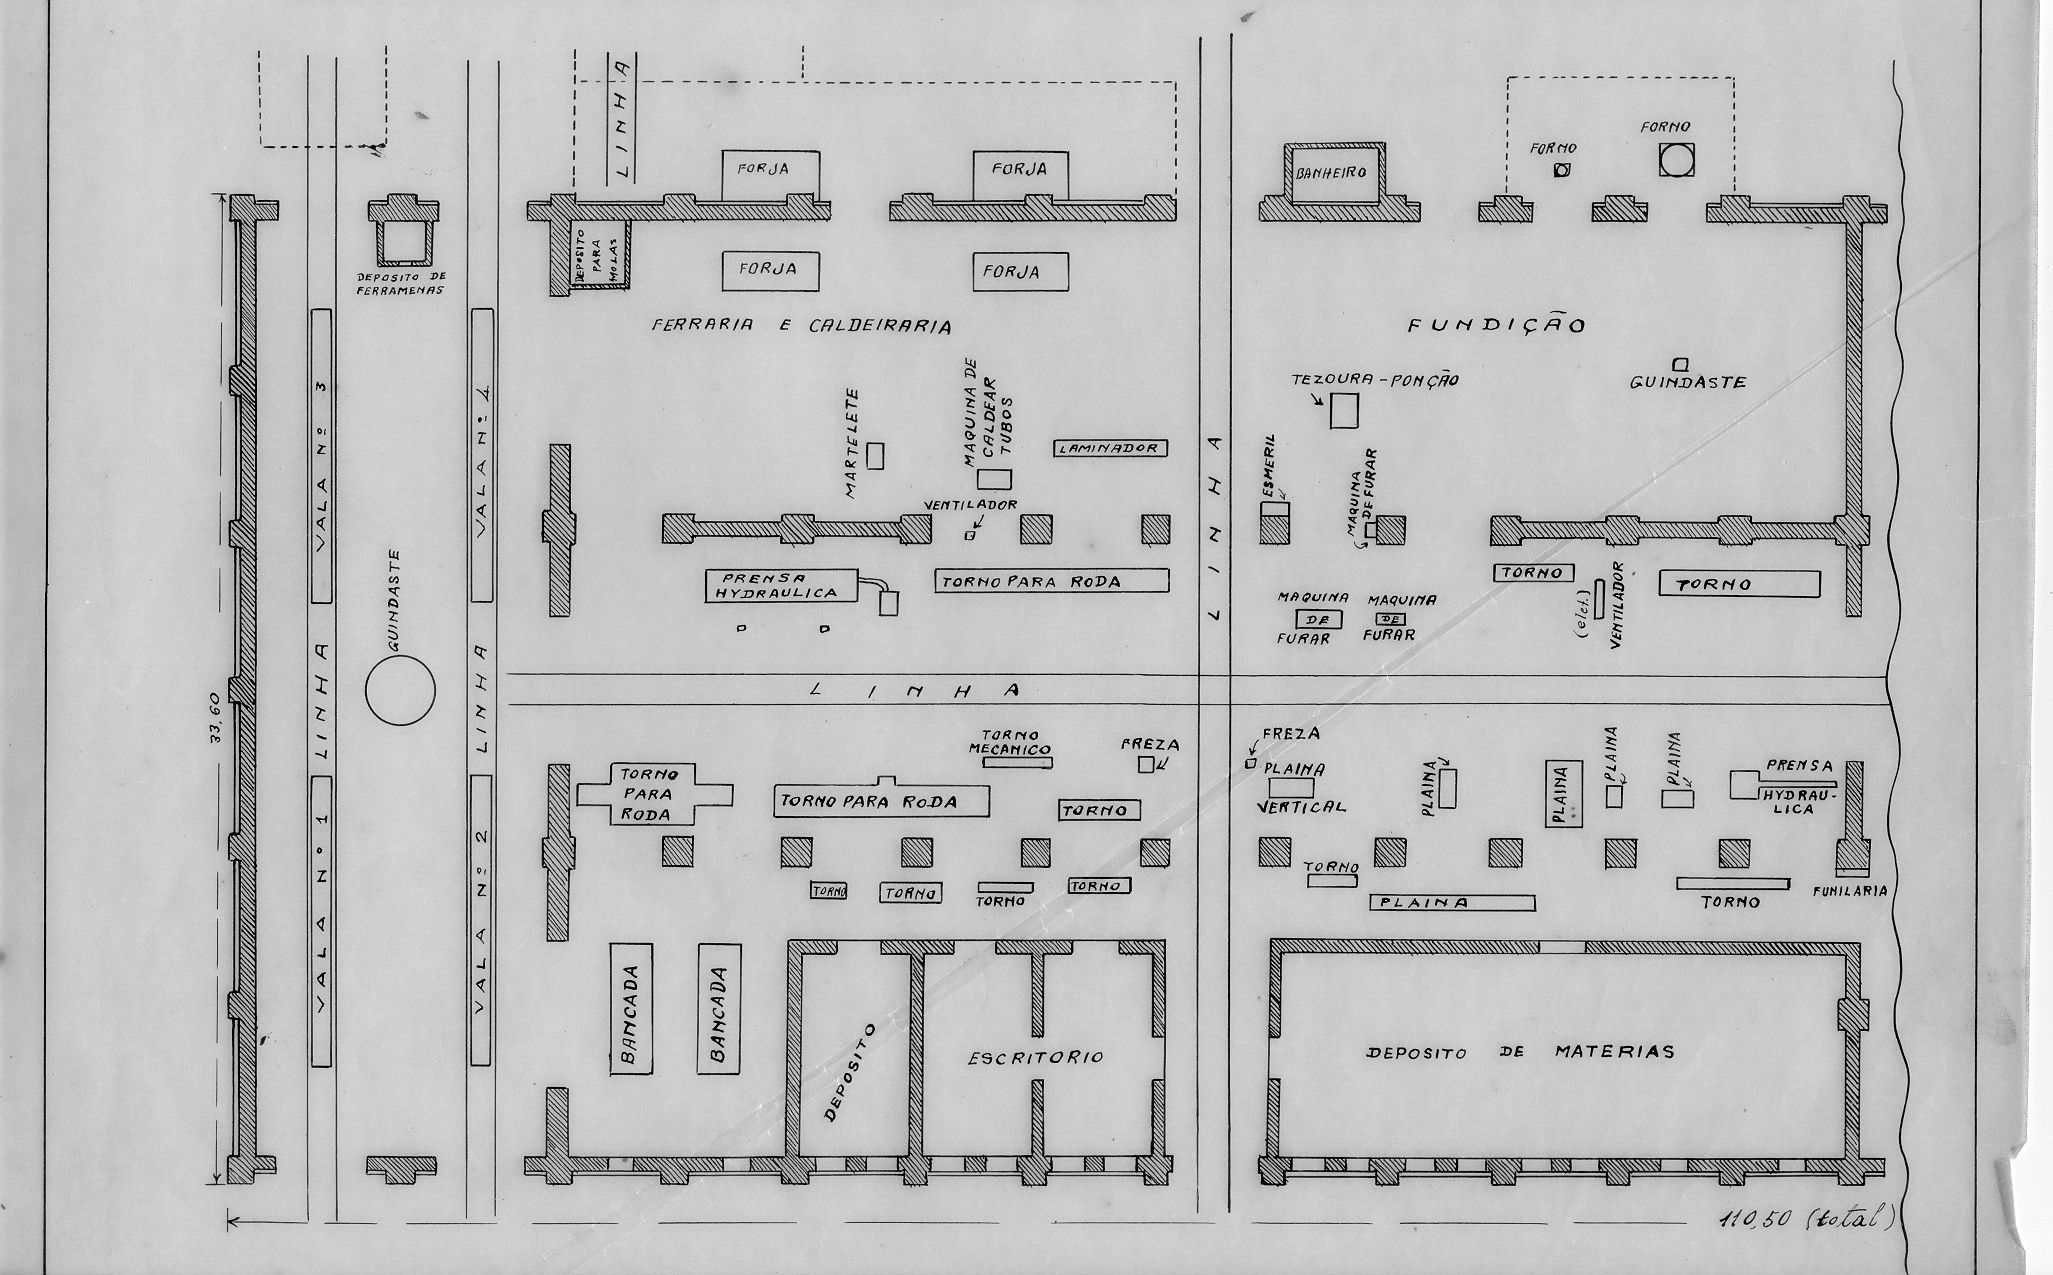 LINHA
FORJA
FORJA
BANHEIRO
FORNO
FORNO
DEPOSITO
PARA
MOLAS
DEPOSITO DE
FERRAMENAS
FORJA
FORJA
FERRARIA E CALDEIRARIA
FUNDIÇÃO
TEZOURA-PONÇÃO
GUINDASTE
VALA Nº 3
VALA Nº 4
MARTELETE
MAQUINA DE
CALDEAR
TUBOS
LAMINADOR
VENTILADOR
LINHA
ESMERIL
MAQUINA
DE FURAR
PRENSA
HYDRAULICA
TORNO PARA RODA
TORNO
(elct.)
VENTILADOR
TORNO
MAQUINA
DE
FURAR
MAQUINA
DE
FURAR
GUINDASTE
LINHA
LINHA
LINHA
33,60
TORNO
MECANICO
FREZA
FREZA
TORNO
PARA
RODA
TORNO PARA RODA
TORNO
PLAINA
VERTICAL
PLAINA
PLAINA
PLAINA
PLAINA
PRENSA
HYDRAU-
LICA
VALA Nº 1
VALA Nº 2
TORNO
TORNO
TORNO
TORNO
TORNO
PLAINA
TORNO
FUNILARIA
BANCADA
BANCADA
DEPOSITO
ESCRITORIO
DEPOSITO DE MATERIAS
110,50 (total)